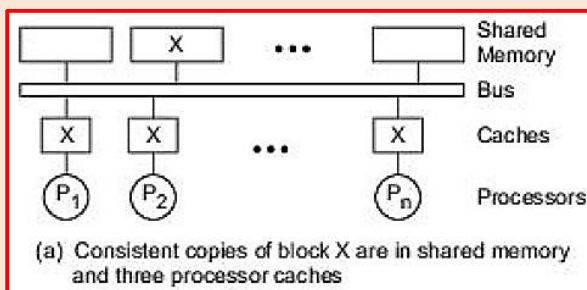 X ••• Shared Memory
Bus
X X X Caches
•••
P1 P2 Pn Processors
(a) Consistent copies of block X are in shared memory
and three processor caches